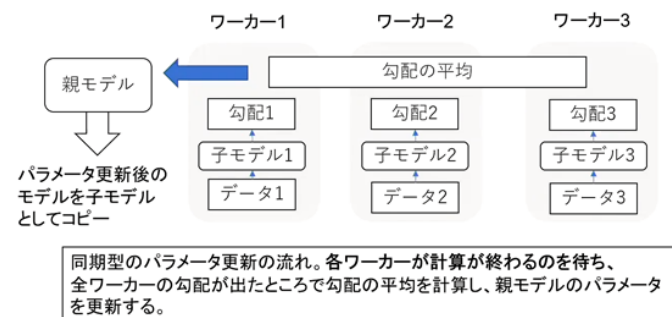 ワーカー1 ワーカー2 ワーカー3
親モデル
勾配の平均
勾配1 勾配2 勾配3
子モデル1 子モデル2 子モデル3
データ1 データ2 データ3
パラメータ更新後の
モデルを子モデル
としてコピー
同期型のパラメータ更新の流れ。各ワーカーが計算が終わるのを待ち、
全ワーカーの勾配が出たところで勾配の平均を計算し、親モデルのパラメータ
を更新する。